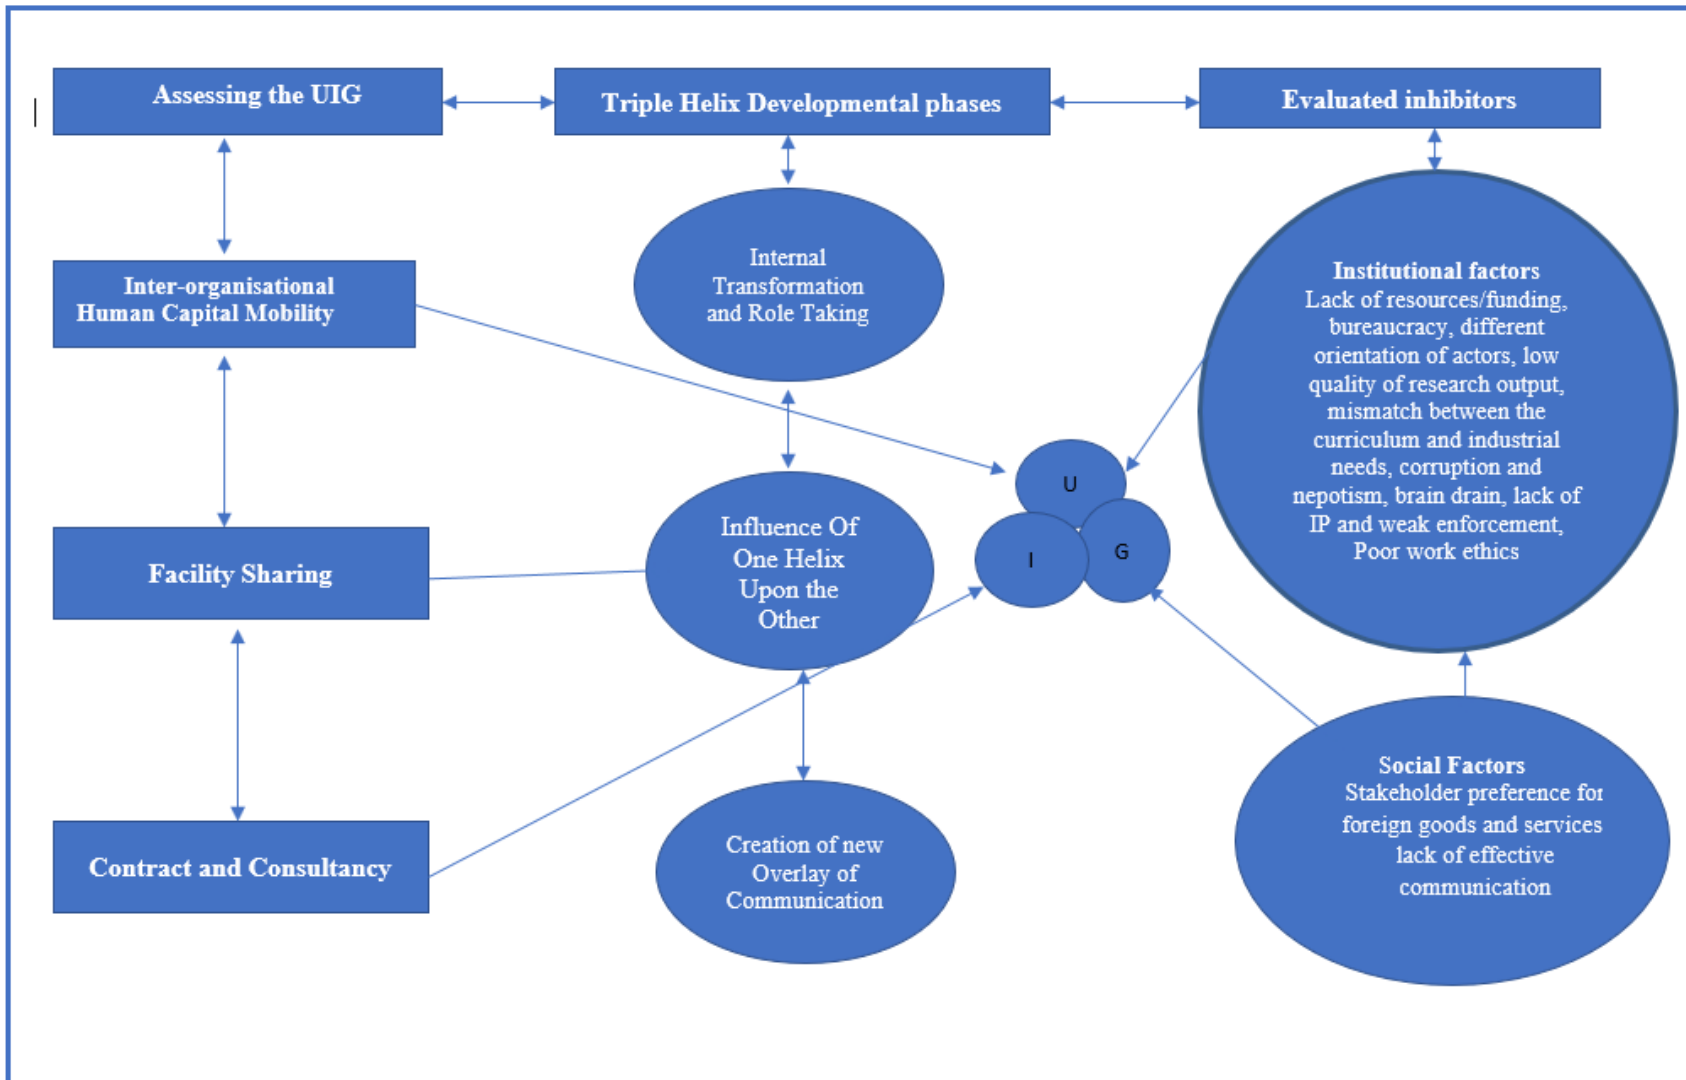 Assessing the UIG
Triple Helix Developmental phases
Evaluated inhibitors
Inter-organisational
Human Capital Mobility
Facility Sharing
Contract and Consultancy
Internal
Transformation
and Role Taking
Influence Of
One Helix
Upon the
Other
Creation of new
Overlay of
Communication
U
I
G
Institutional factors
Lack of resources/funding,
bureaucracy, different
orientation of actors, low
quality of research output,
mismatch between the
curriculum and industrial
needs, corruption and
nepotism, brain drain, lack of
IP and weak enforcement,
Poor work ethics
Social Factors
Stakeholder preference for
foreign goods and services
lack of effective
communication